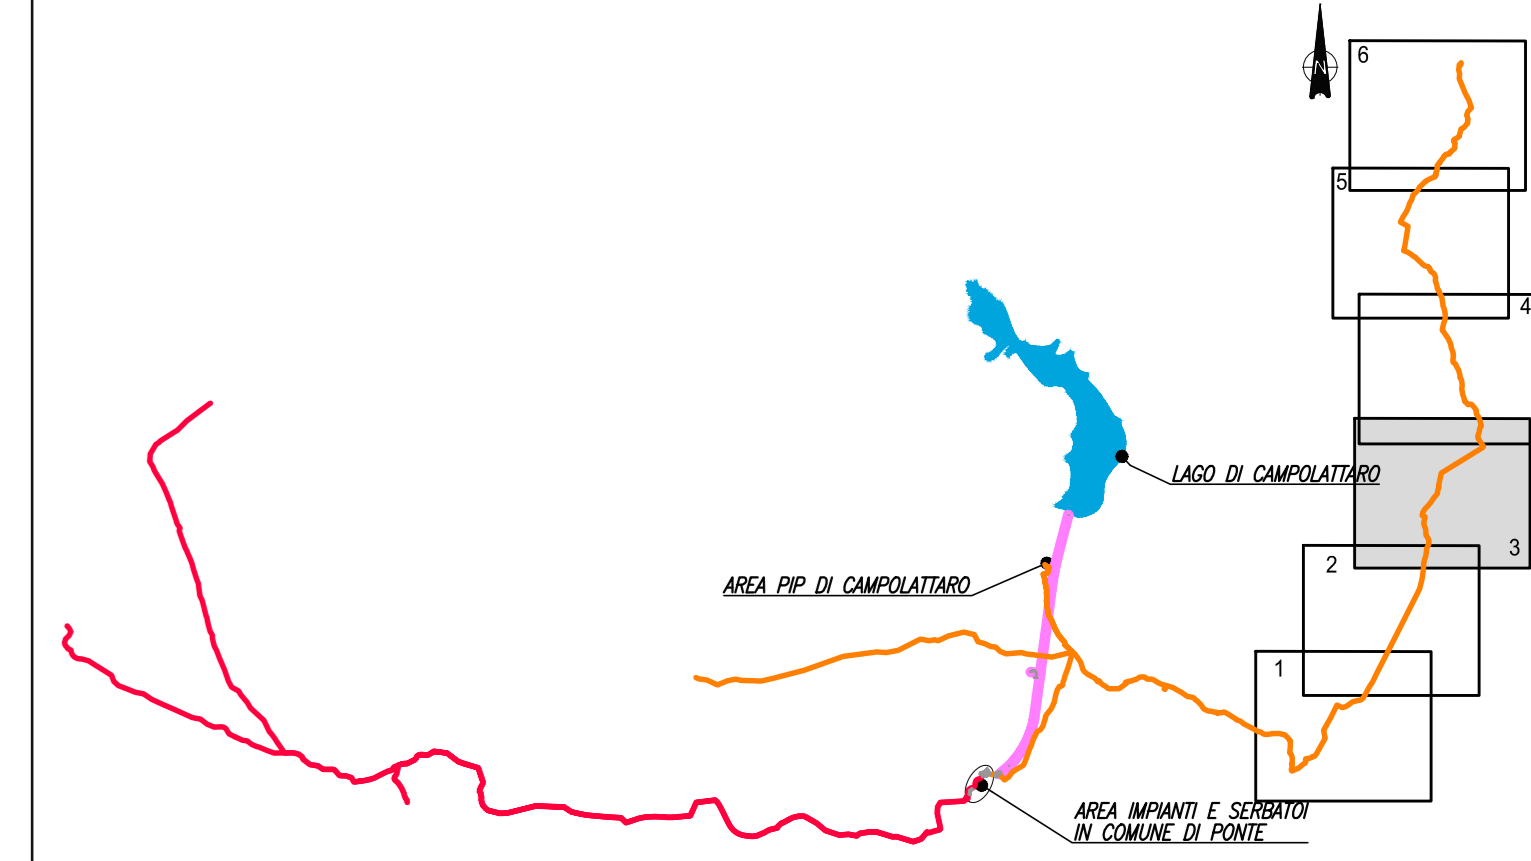 N
6
5
4
LAGO DI CAMPOLATTARO
3
2
AREA PIP DI CAMPOLATTARO
1
AREA IMPIANTI E SERBATOI
IN COMUNE DI PONTE